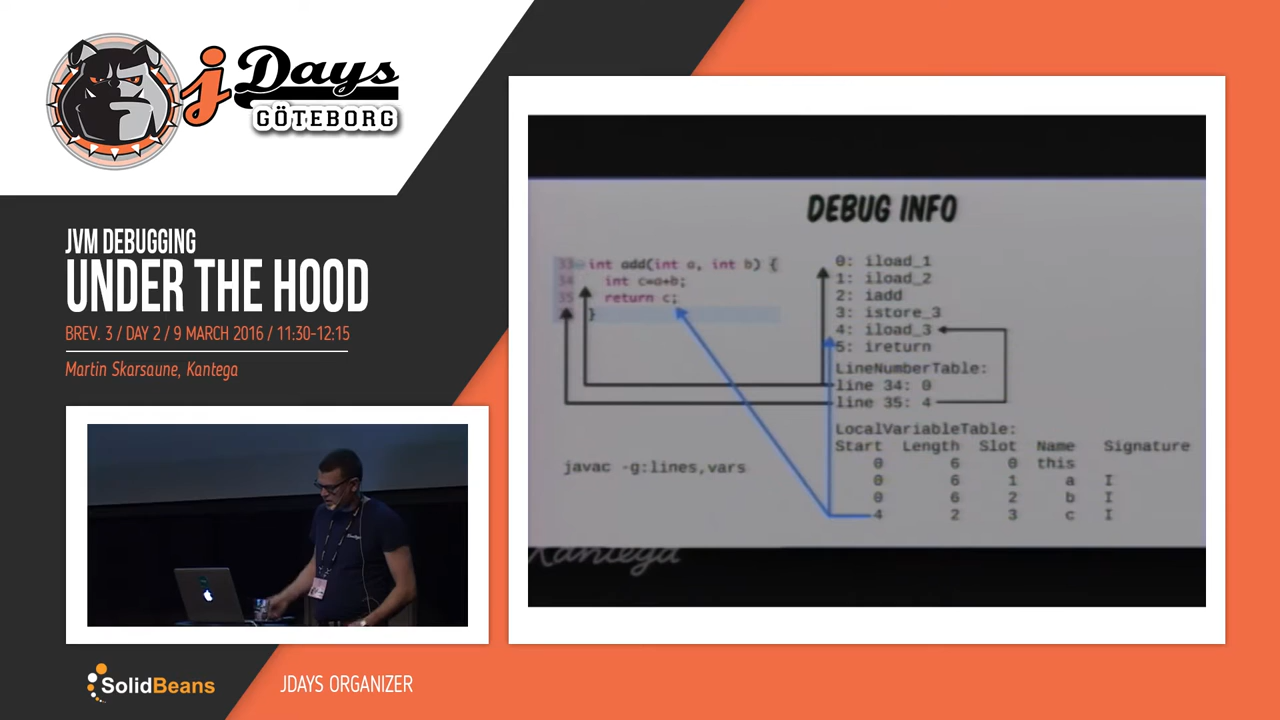 j Days
GÖTEBORG
JVM DEBUGGING
UNDER THE HOOD
BREV. 3 / DAY 2 / 9 MARCH 2016 / 11:30-12:15
Martin Skarsaune, Kantega
SolidBeans
JDAYS ORGANIZER
DEBUG INFO
33 int add(int a, int b) {
34 int c=a+b;
35 return c;
}
javac -g:lines,vars
0: iload_1
1: iload_2
2: iadd
3: istore_3
4: iload_3
5: ireturn
LineNumberTable:
line 34: 0
line 35: 4
LocalVariableTable:
Start Length Slot Name Signature
0 6 0 this
0 6 1 a I
0 6 2 b I
4 2 3 c I
Kantega